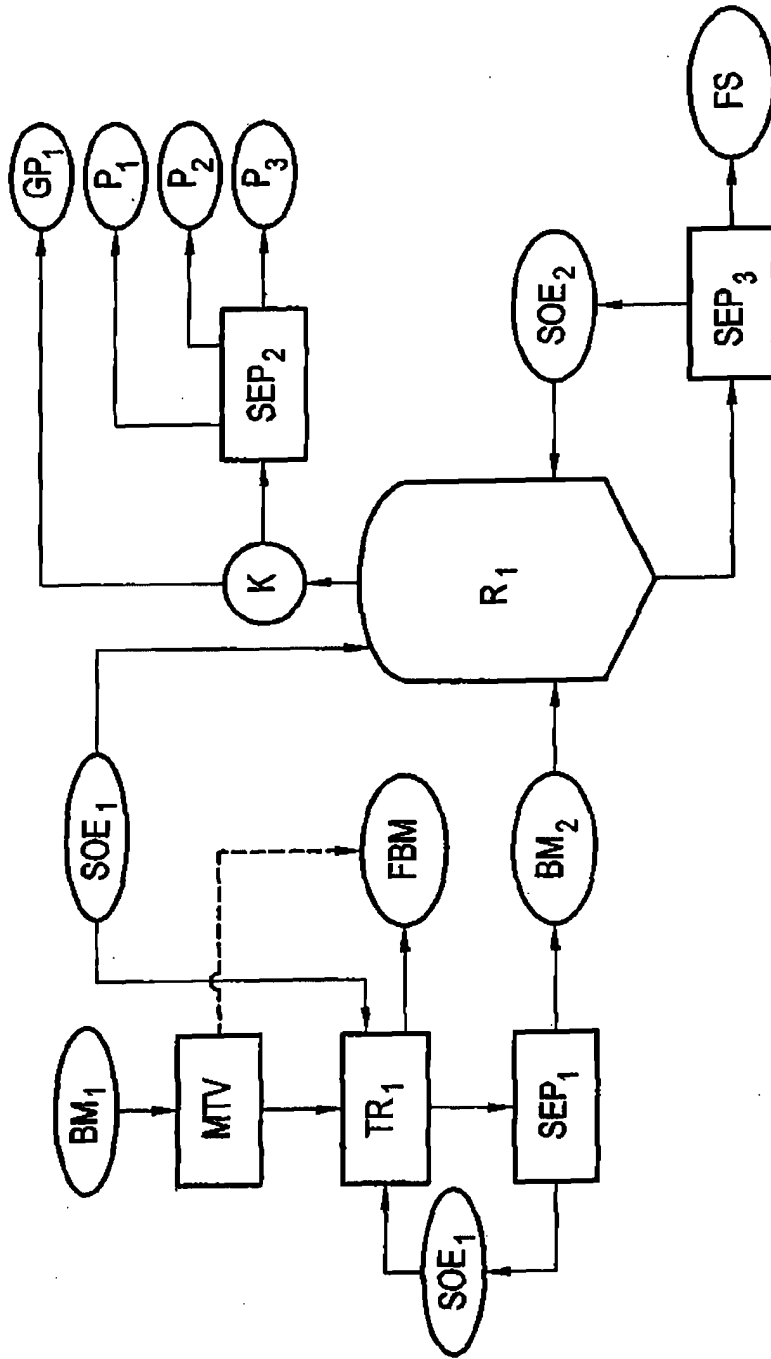 BM₁
MTV
TR₁
SEP₁
SOE₁
SOE₁
FBM
BM₂
R₁
K
GP₁
P₁
P₂
P₃
SEP₂
SOE₂
SEP₃
FS